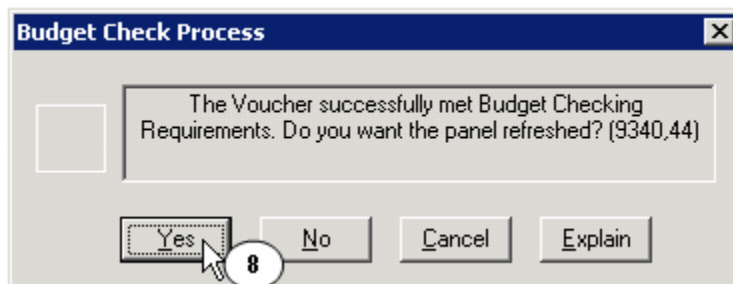 Budget Check Process
The Voucher successfully met Budget Checking
Requirements. Do you want the panel refreshed? (9340,44)
Yes No Cancel Explain
8